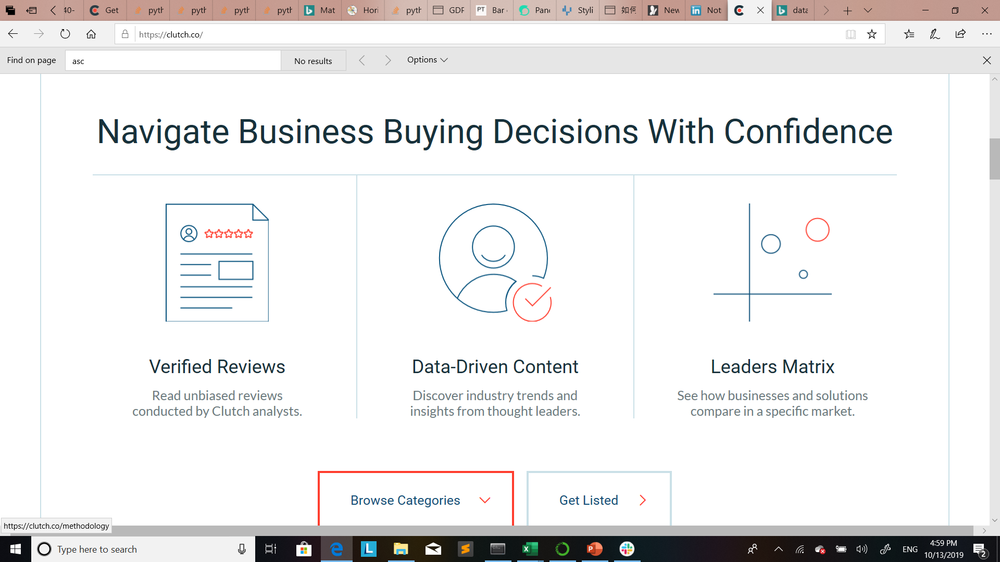 40- Get pyth pyth pyth pyth Mat Hori pyth GDF PT Bar Panc Styli 如何 New Not data
https://clutch.co/
Find on page asc No results Options
Navigate Business Buying Decisions With Confidence
Verified Reviews
Read unbiased reviews
conducted by Clutch analysts.
Data-Driven Content
Discover industry trends and
insights from thought leaders.
Leaders Matrix
See how businesses and solutions
compare in a specific market.
Browse Categories
Get Listed
https://clutch.co/methodology
Type here to search
ENG
4:59 PM
10/13/2019
2